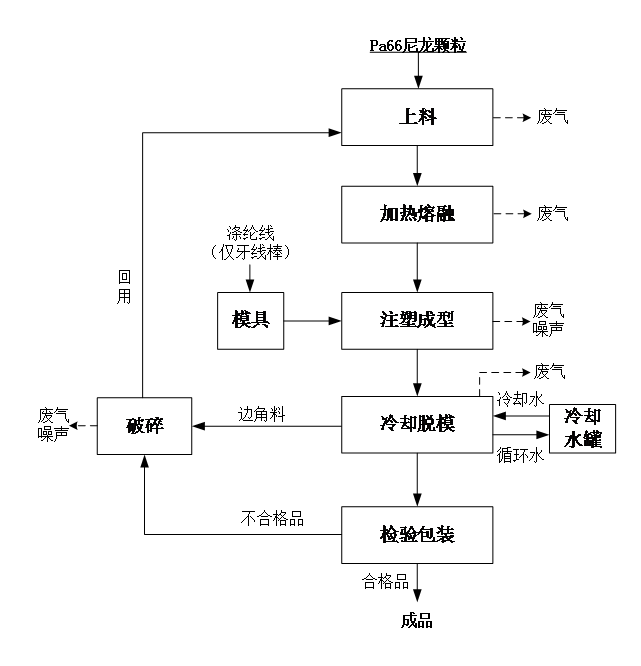 Pa66尼龙颗粒
上料
废气
加热熔融
废气
涤纶线
（仅牙线棒）
回
用
模具
注塑成型
废气
噪声
废气
冷却水
废气
噪声
破碎
边角料
冷却脱模
冷却
水罐
循环水
不合格品
检验包装
合格品
成品